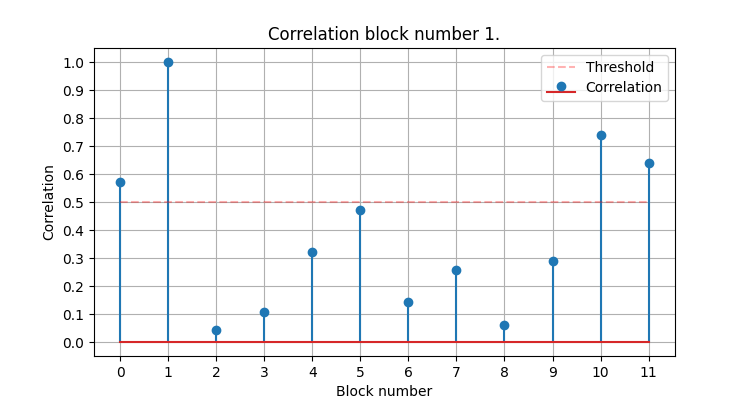 Correlation block number 1.
Threshold
Correlation
Correlation
1.0
0.9
0.8
0.7
0.6
0.5
0.4
0.3
0.2
0.1
0.0
0 1 2 3 4 5 6 7 8 9 10 11
Block number